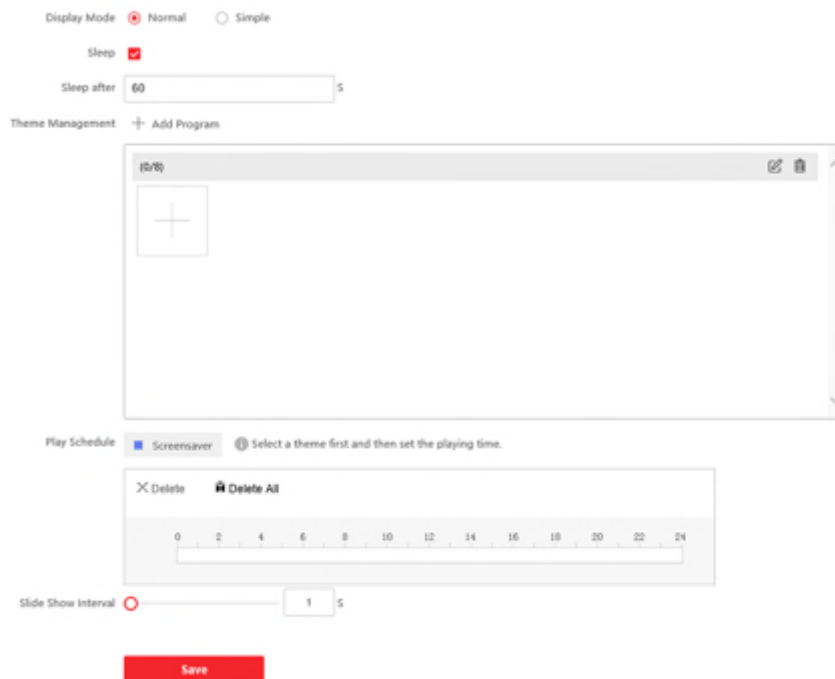 Display Mode Normal Simple
Sleep
Sleep after 60 S
Theme Management Add Program
(0/8)
Play Schedule Screensaver Select a theme first and then set the playing time.
Delete Delete All
0 2 4 6 8 10 12 14 16 18 20 22 24
Slide Show Interval 1 S
Save